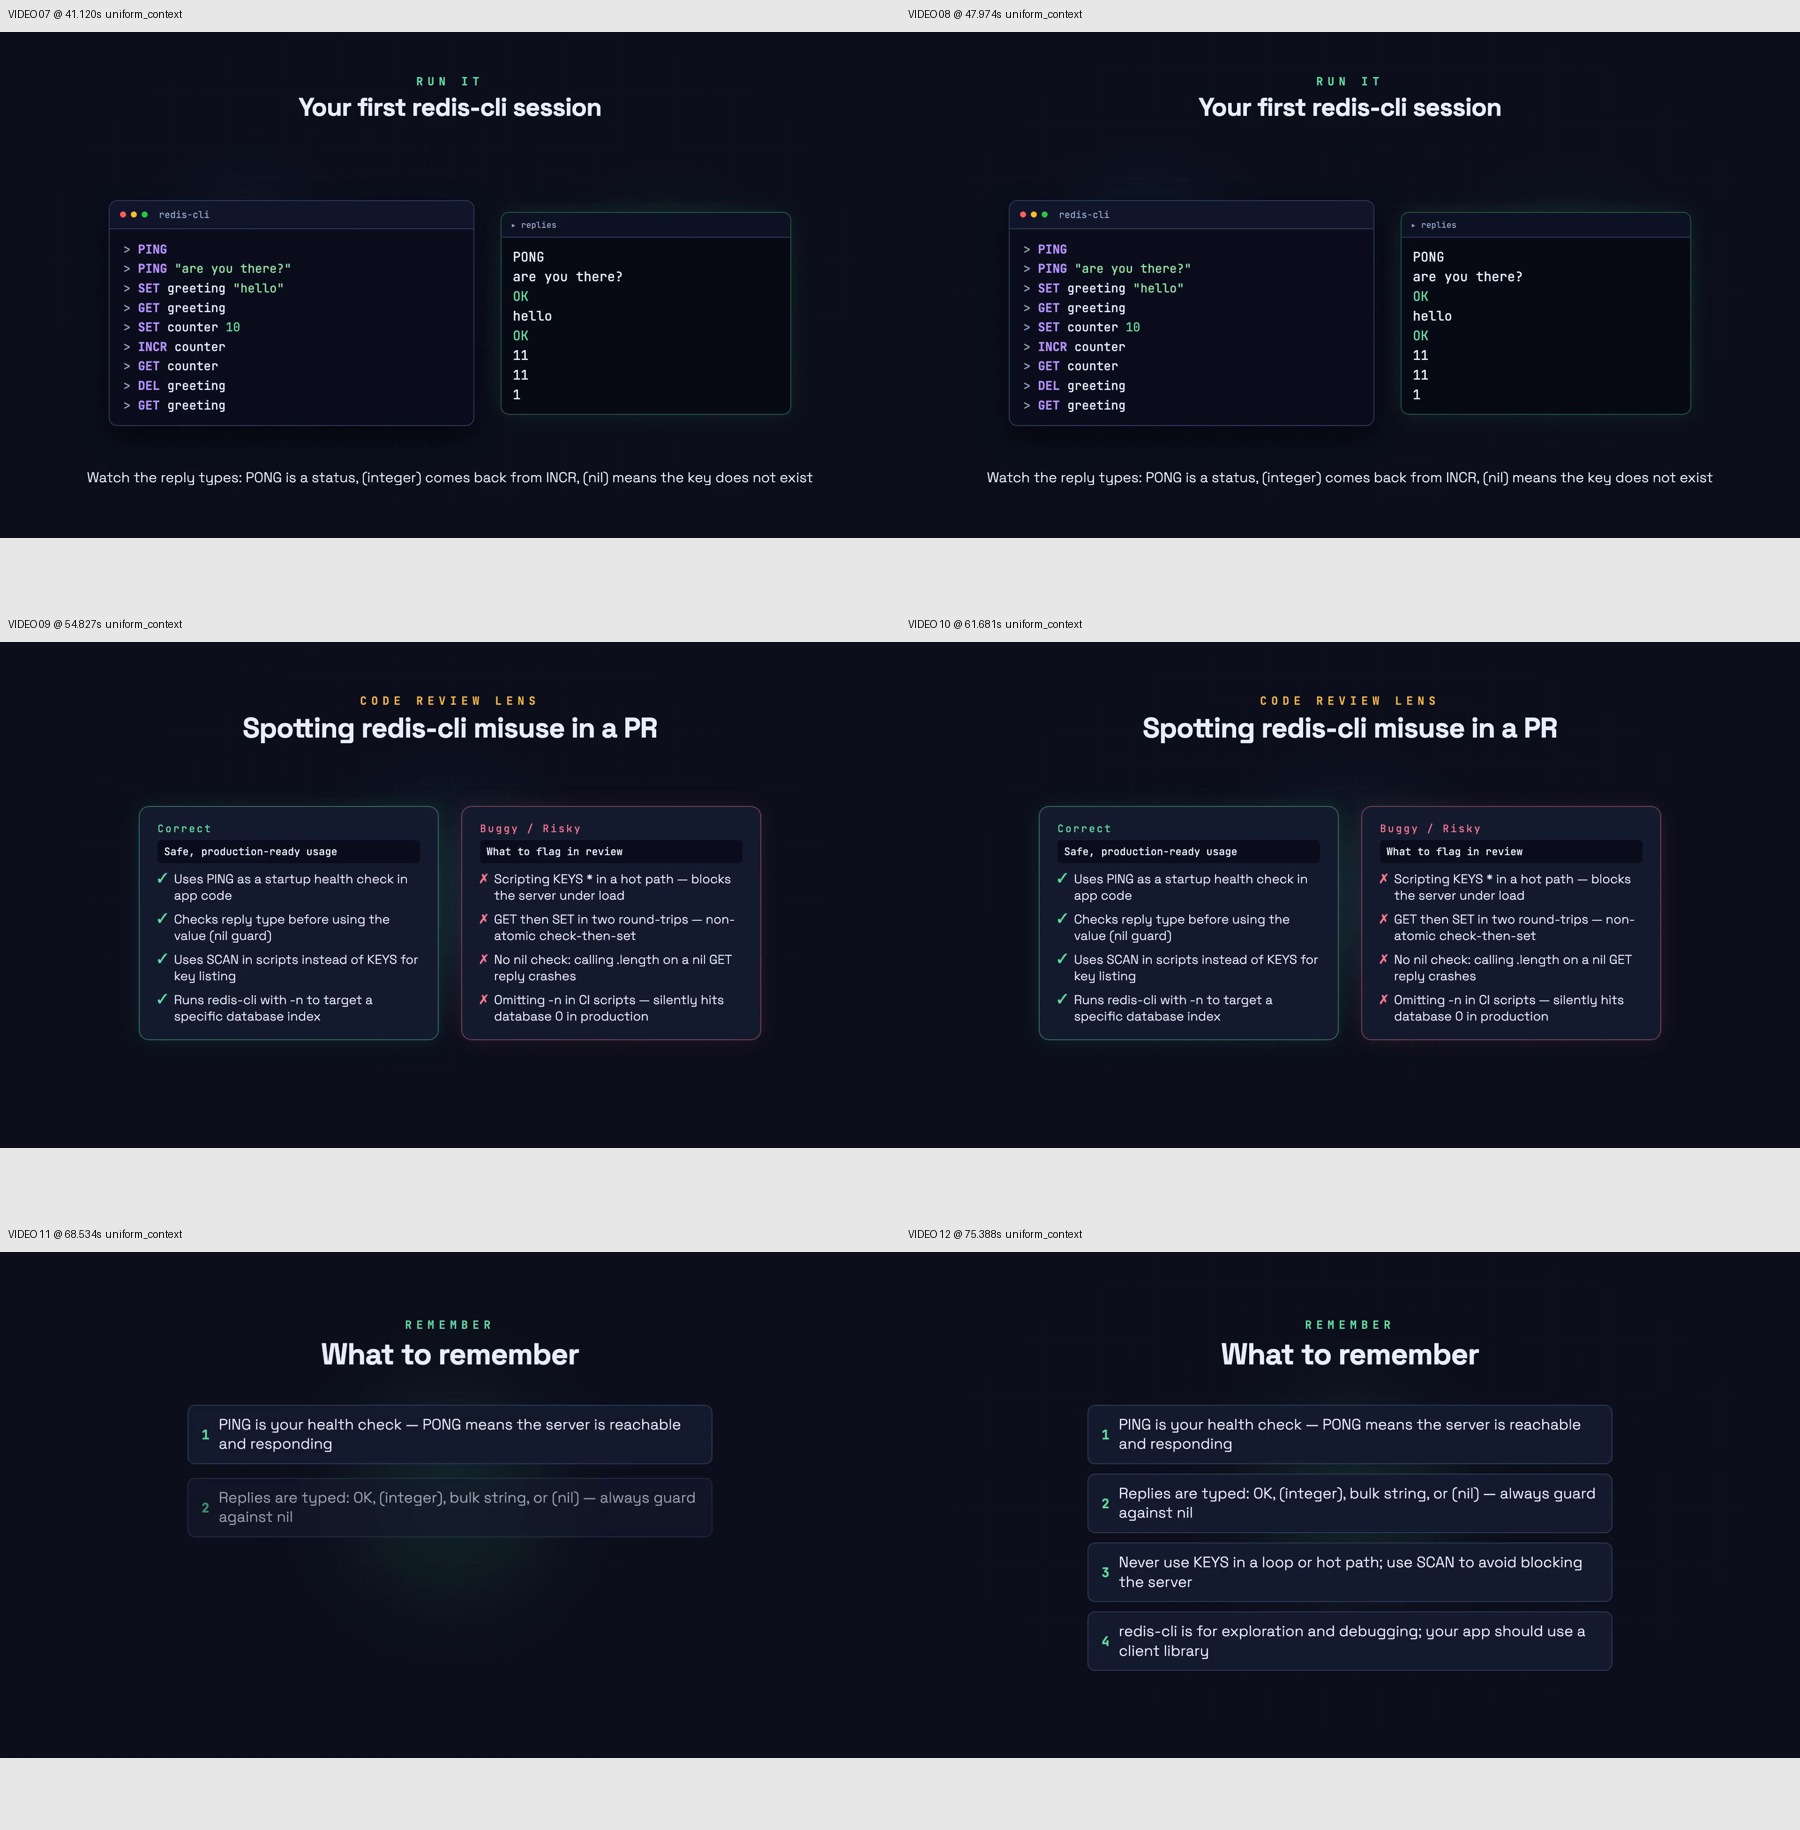 VIDEO 07 @ 41.120s uniform_context
RUN IT
Your first redis-cli session
redis-cli
> PING
> PING "are you there?"
> SET greeting "hello"
> GET greeting
> SET counter 10
> INCR counter
> GET counter
> DEL greeting
> GET greeting
▸ replies
PONG
are you there?
OK
hello
OK
11
11
1
Watch the reply types: PONG is a status, (integer) comes back from INCR, (nil) means the key does not exist
VIDEO 08 @ 47.974s uniform_context
RUN IT
Your first redis-cli session
redis-cli
> PING
> PING "are you there?"
> SET greeting "hello"
> GET greeting
> SET counter 10
> INCR counter
> GET counter
> DEL greeting
> GET greeting
▸ replies
PONG
are you there?
OK
hello
OK
11
11
1
Watch the reply types: PONG is a status, (integer) comes back from INCR, (nil) means the key does not exist
VIDEO 09 @ 54.827s uniform_context
CODE REVIEW LENS
Spotting redis-cli misuse in a PR
Correct
Safe, production-ready usage
✓ Uses PING as a startup health check in
app code
✓ Checks reply type before using the
value (nil guard)
✓ Uses SCAN in scripts instead of KEYS for
key listing
✓ Runs redis-cli with -n to target a
specific database index
Buggy / Risky
What to flag in review
✗ Scripting KEYS * in a hot path — blocks
the server under load
✗ GET then SET in two round-trips — non-
atomic check-then-set
✗ No nil check: calling .length on a nil GET
reply crashes
✗ Omitting -n in CI scripts — silently hits
database 0 in production
VIDEO 10 @ 61.681s uniform_context
CODE REVIEW LENS
Spotting redis-cli misuse in a PR
Correct
Safe, production-ready usage
✓ Uses PING as a startup health check in
app code
✓ Checks reply type before using the
value (nil guard)
✓ Uses SCAN in scripts instead of KEYS for
key listing
✓ Runs redis-cli with -n to target a
specific database index
Buggy / Risky
What to flag in review
✗ Scripting KEYS * in a hot path — blocks
the server under load
✗ GET then SET in two round-trips — non-
atomic check-then-set
✗ No nil check: calling .length on a nil GET
reply crashes
✗ Omitting -n in CI scripts — silently hits
database 0 in production
VIDEO 11 @ 68.534s uniform_context
REMEMBER
What to remember
1 PING is your health check — PONG means the server is reachable
and responding
2 Replies are typed: OK, (integer), bulk string, or (nil) — always guard
against nil
VIDEO 12 @ 75.388s uniform_context
REMEMBER
What to remember
1 PING is your health check — PONG means the server is reachable
and responding
2 Replies are typed: OK, (integer), bulk string, or (nil) — always guard
against nil
3 Never use KEYS in a loop or hot path; use SCAN to avoid blocking
the server
4 redis-cli is for exploration and debugging; your app should use a
client library